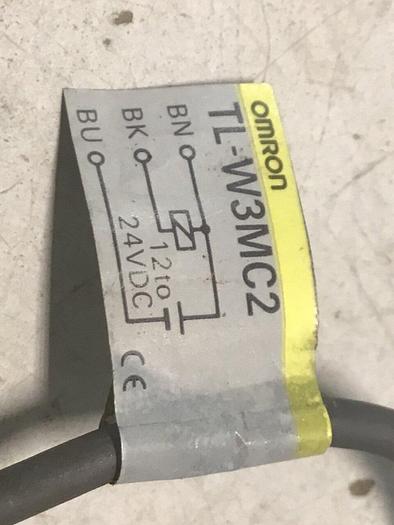 omron
TL-W3MC2
BN
BK
BU
12 to
24VDC
CE